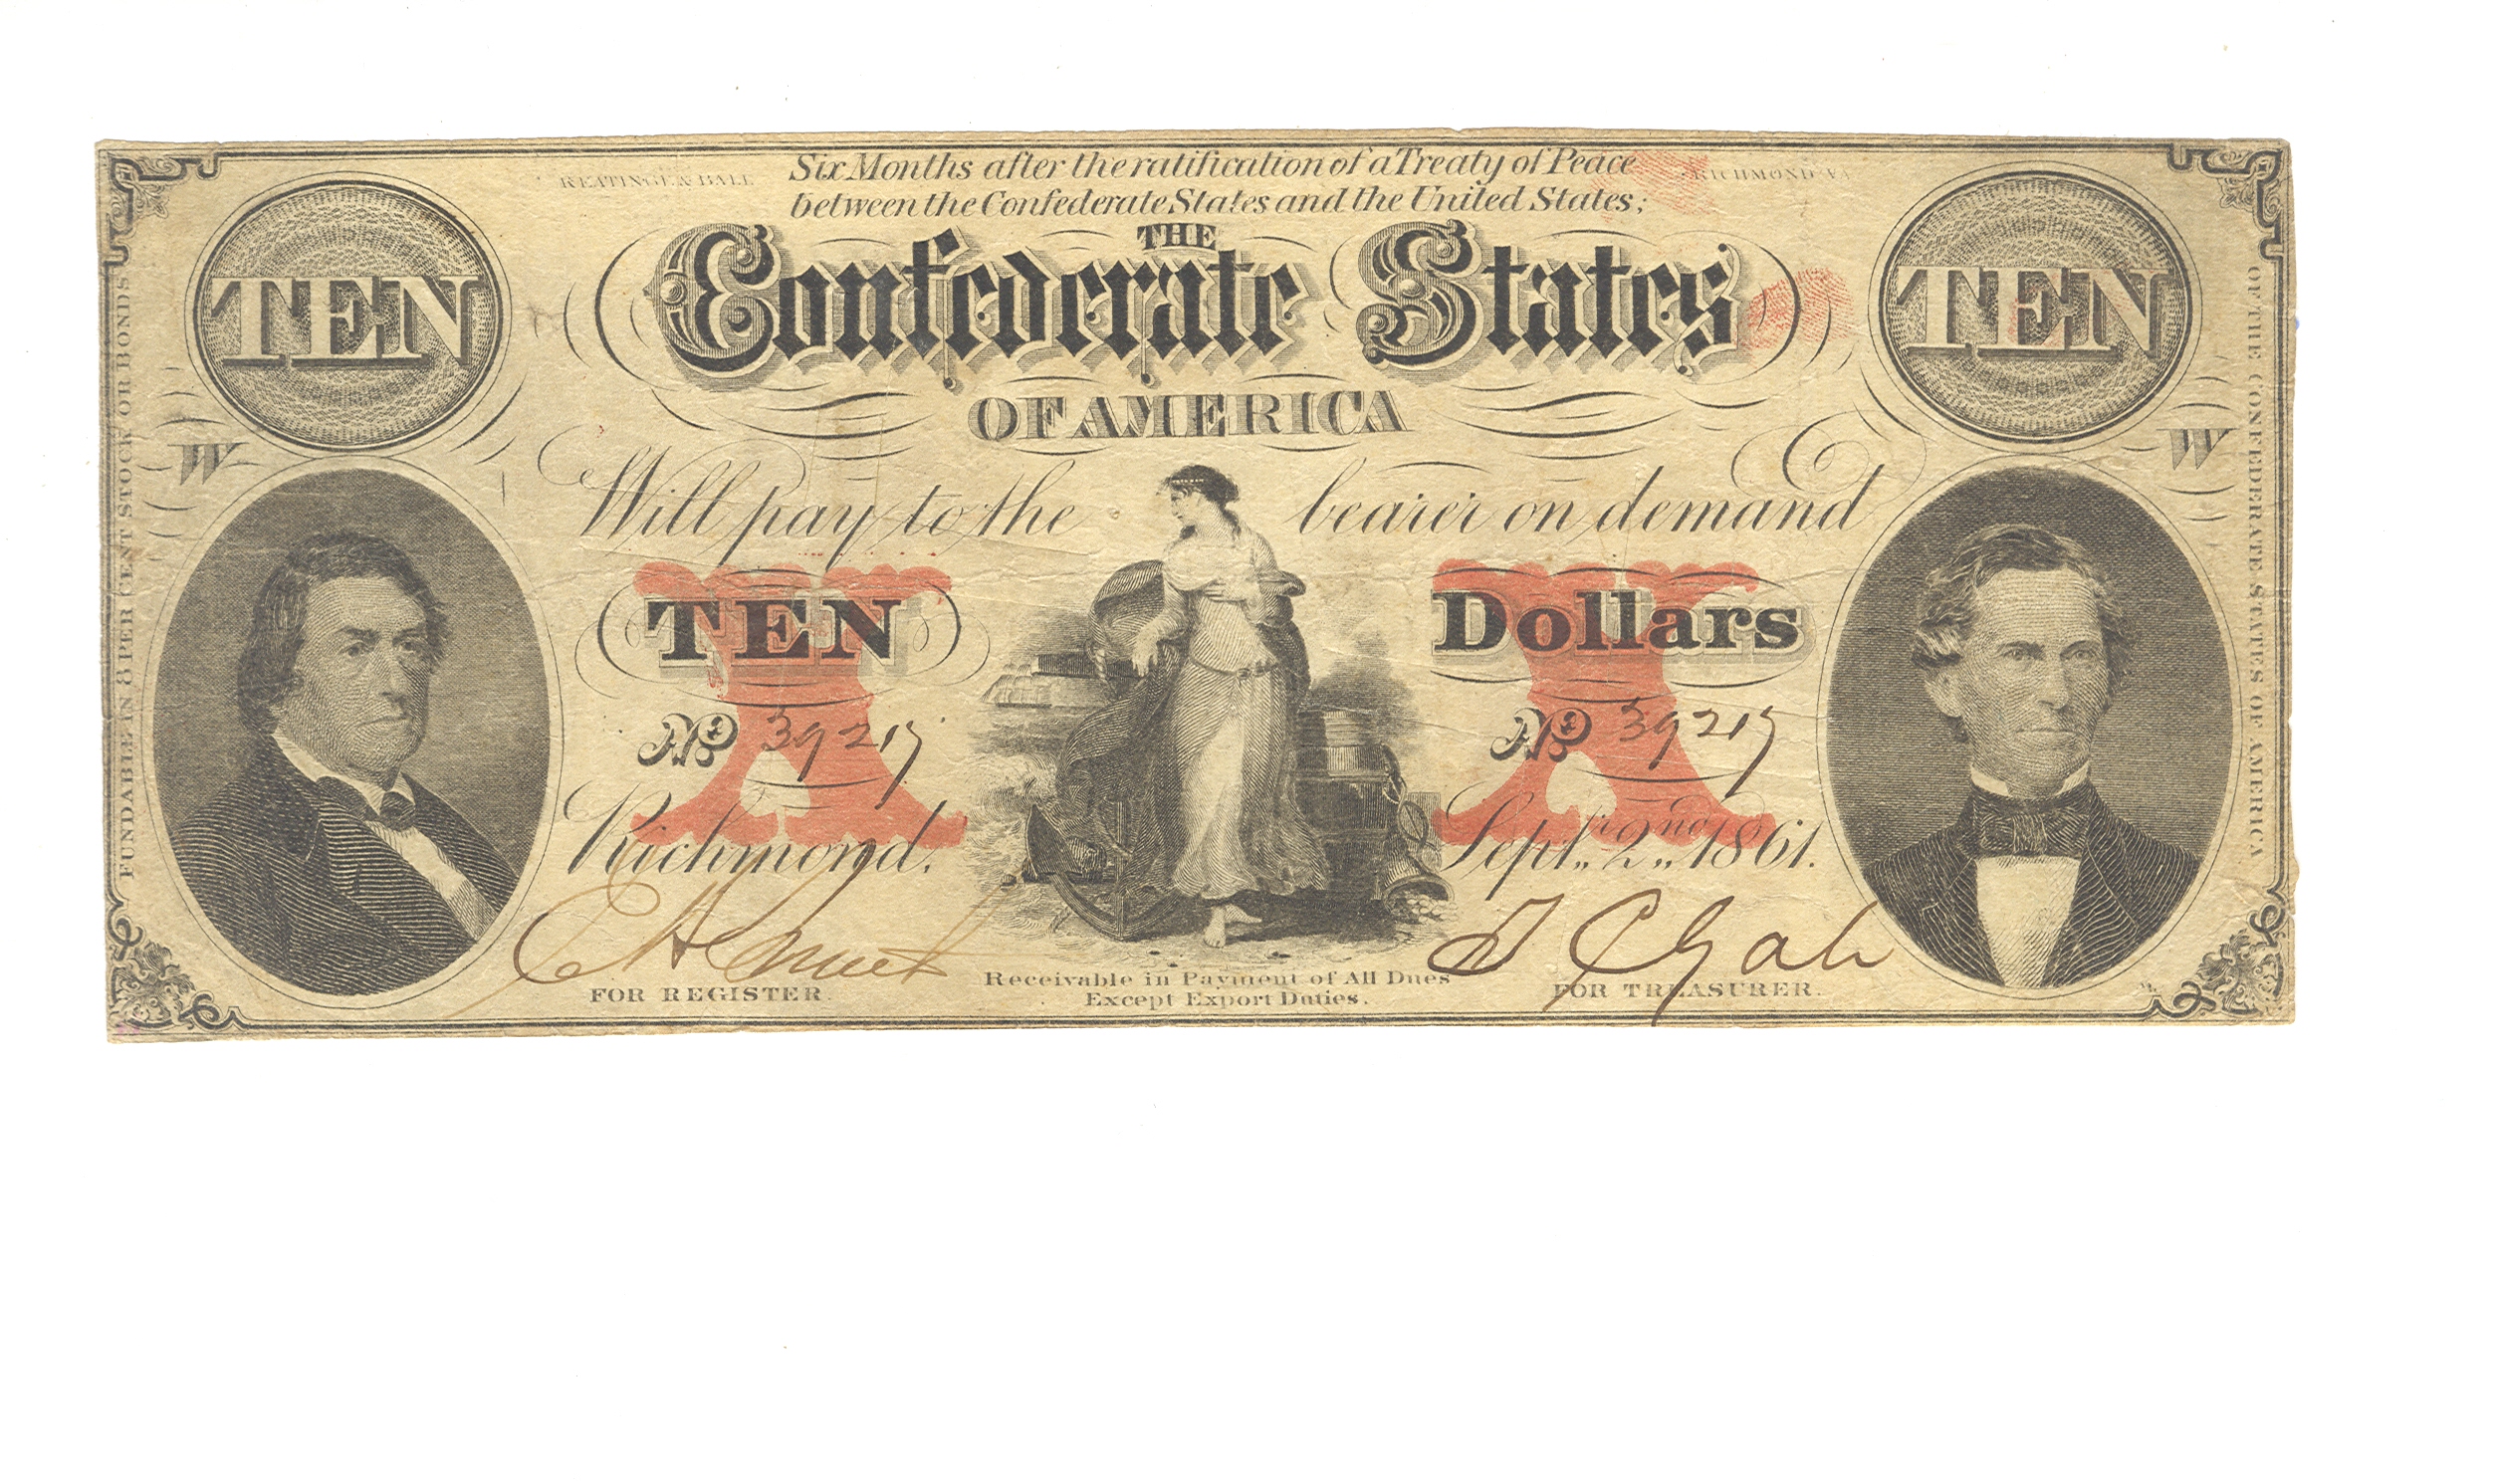 KEATINGE & BALL
Six Months after the ratification of a Treaty of Peace
RICHMOND VA
between the Confederate States and the United States;
TEN
THE
Confederate States
TEN
OF AMERICA
W
W
Will pay to the bearer on demand
TEN
Dollars
No 39219
No 39219
Richmond, Sept. 2nd 1861.
FOR REGISTER.
Receivable in Payment of All Dues
Except Export Duties.
FOR TREASURER.
FUNDABLE IN 8 PER CENT STOCK OR BONDS
OF THE CONFEDERATE STATES OF AMERICA